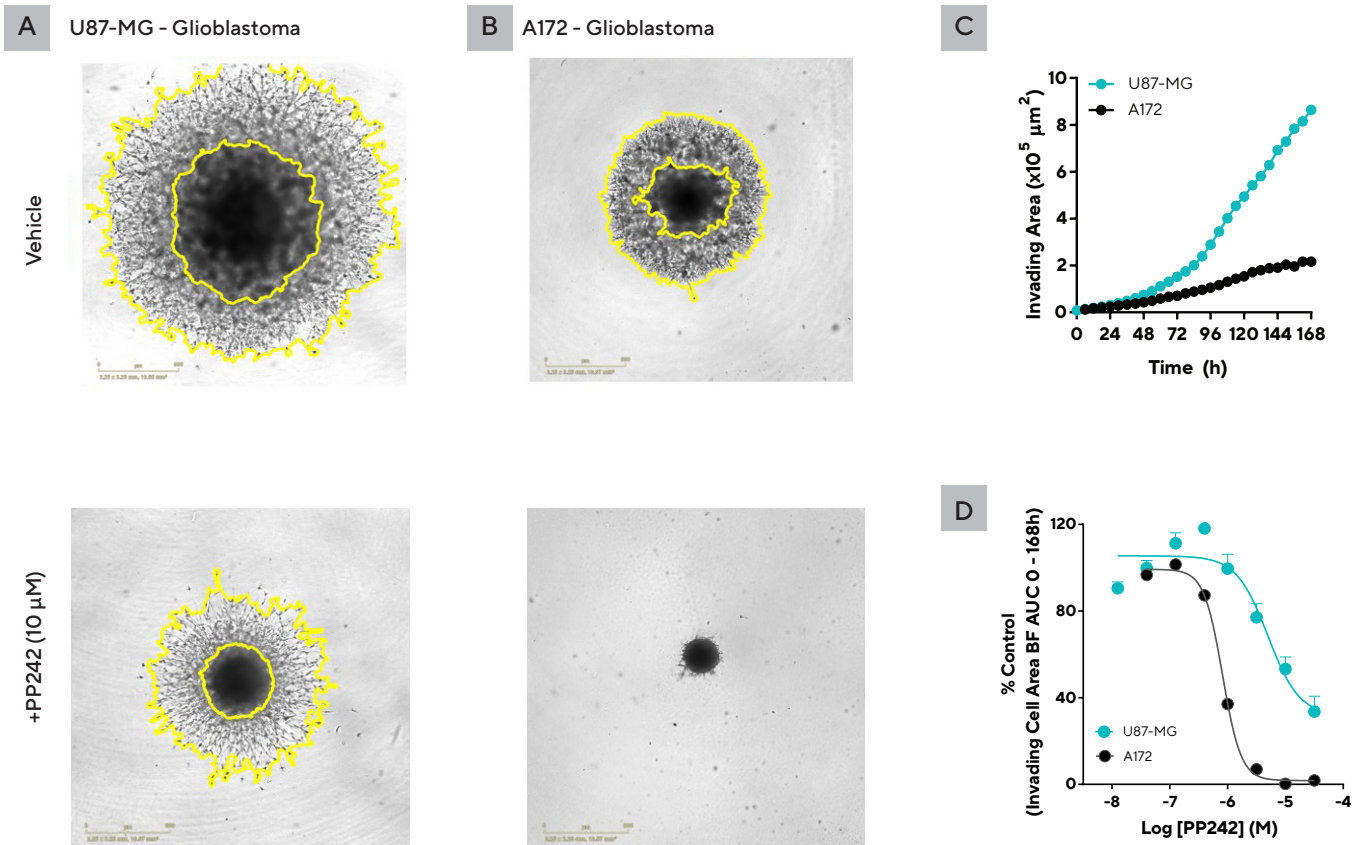 A U87-MG - Glioblastoma
B A172 - Glioblastoma
C
Vehicle
Invading Area (x10⁵ µm²)
U87-MG
A172
10
8
6
4
2
0
0 24 48 72 96 120 144 168
Time (h)
+PP242 (10 µM)
D
% Control
(Invading Cell Area BF AUC 0 - 168h)
120
80
40
0
U87-MG
A172
-8 -7 -6 -5 -4
Log [PP242] (M)